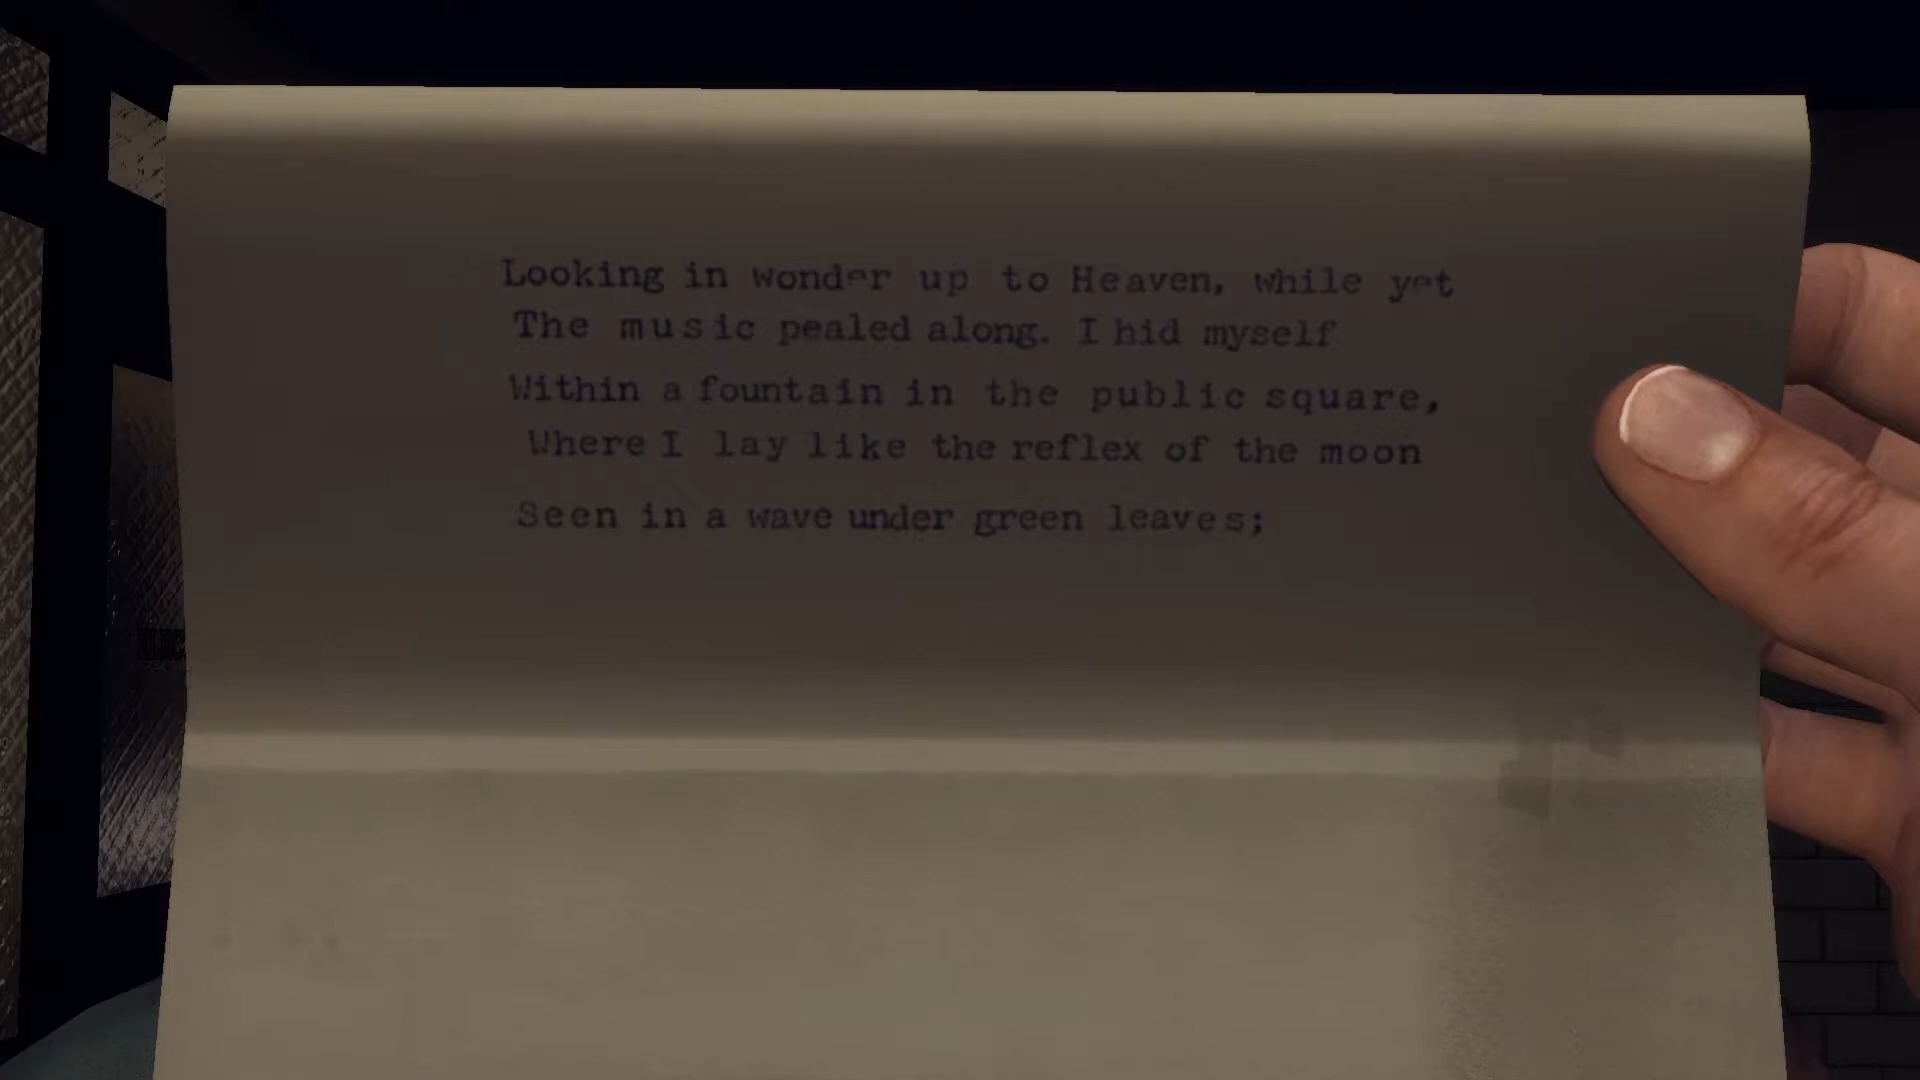 Looking in wonder up to Heaven, while yet
The music pealed along. I hid myself
Within a fountain in the public square,
Where I lay like the reflex of the moon
Seen in a wave under green leaves;